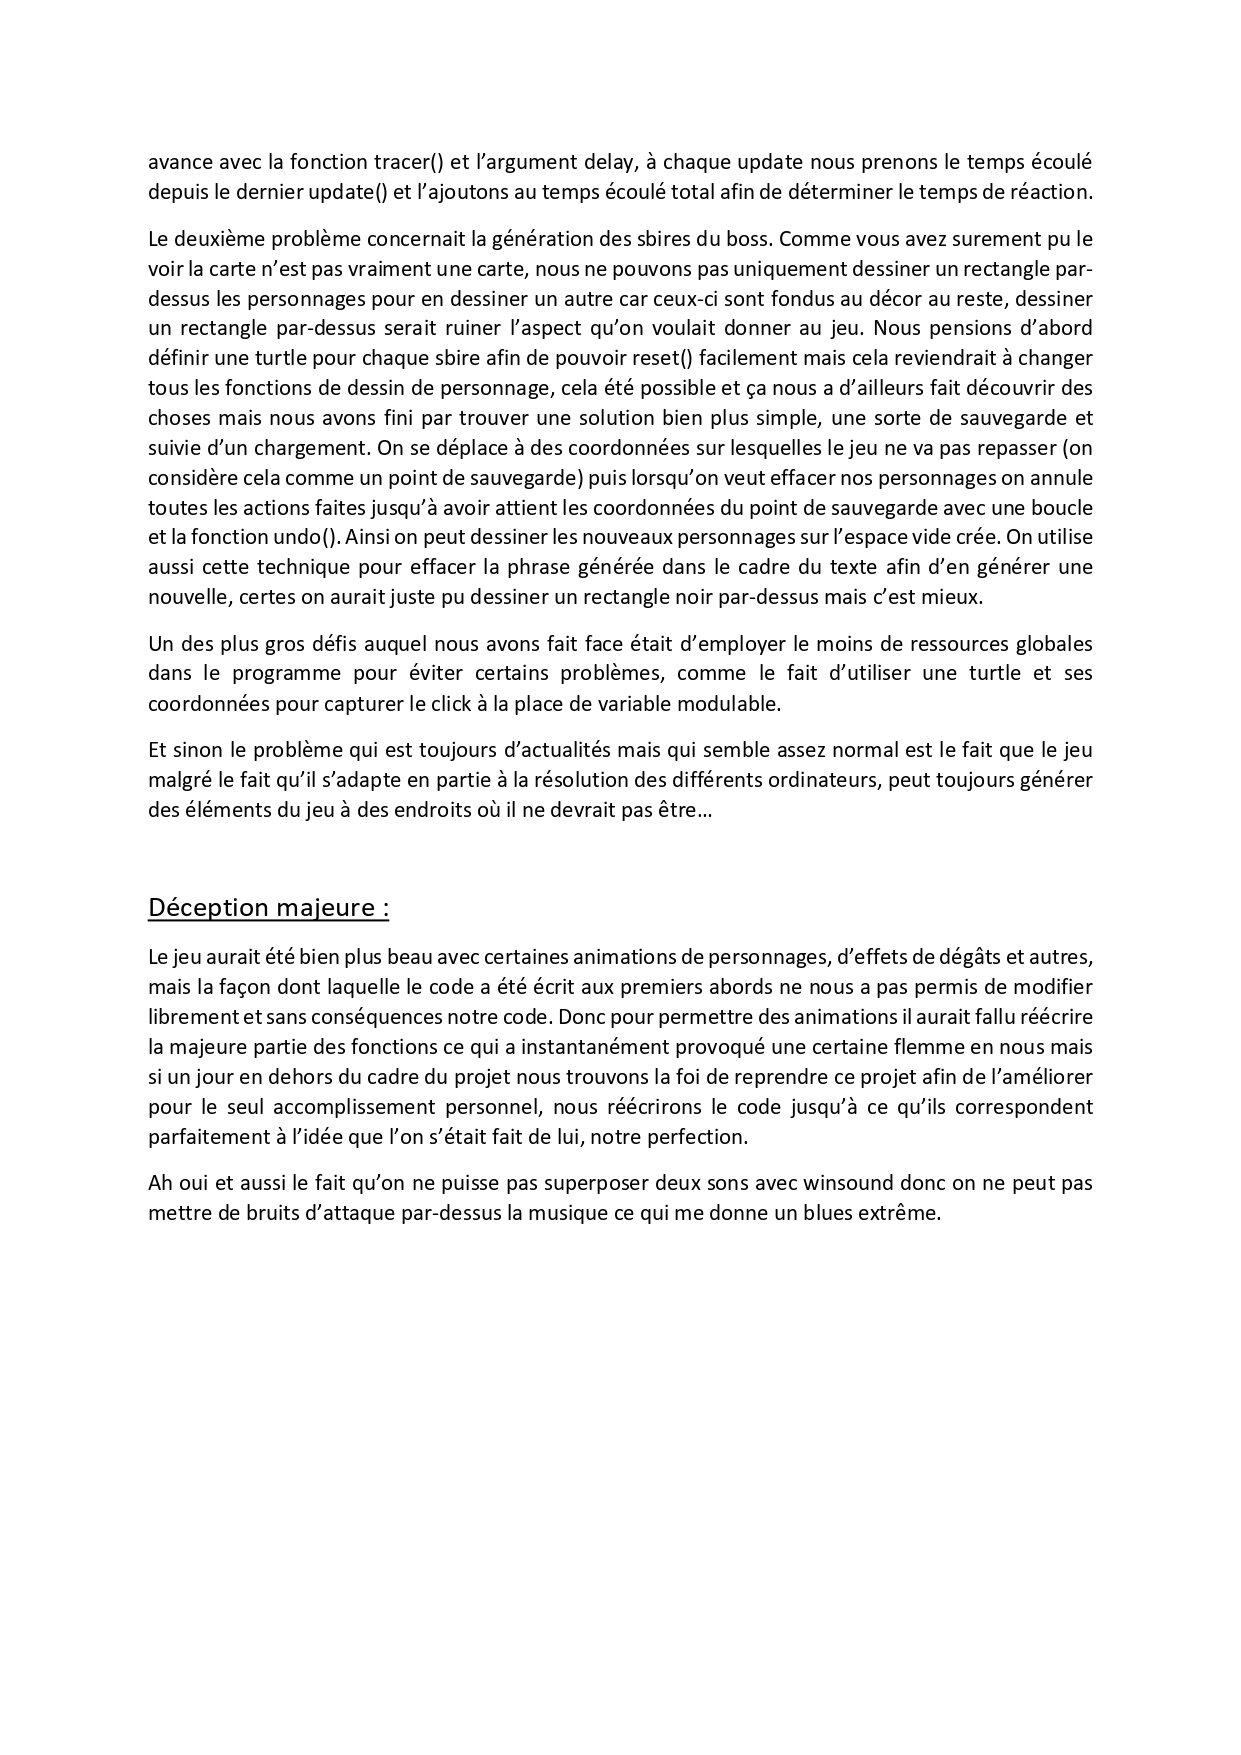 avance avec la fonction tracer() et l’argument delay, à chaque update nous prenons le temps écoulé
depuis le dernier update() et l’ajoutons au temps écoulé total afin de déterminer le temps de réaction.
Le deuxième problème concernait la génération des sbires du boss. Comme vous avez surement pu le
voir la carte n’est pas vraiment une carte, nous ne pouvons pas uniquement dessiner un rectangle par-
dessus les personnages pour en dessiner un autre car ceux-ci sont fondus au décor au reste, dessiner
un rectangle par-dessus serait ruiner l’aspect qu’on voulait donner au jeu. Nous pensions d’abord
définir une turtle pour chaque sbire afin de pouvoir reset() facilement mais cela reviendrait à changer
tous les fonctions de dessin de personnage, cela été possible et ça nous a d’ailleurs fait découvrir des
choses mais nous avons fini par trouver une solution bien plus simple, une sorte de sauvegarde et
suivie d’un chargement. On se déplace à des coordonnées sur lesquelles le jeu ne va pas repasser (on
considère cela comme un point de sauvegarde) puis lorsqu’on veut effacer nos personnages on annule
toutes les actions faites jusqu’à avoir attient les coordonnées du point de sauvegarde avec une boucle
et la fonction undo(). Ainsi on peut dessiner les nouveaux personnages sur l’espace vide crée. On utilise
aussi cette technique pour effacer la phrase générée dans le cadre du texte afin d’en générer une
nouvelle, certes on aurait juste pu dessiner un rectangle noir par-dessus mais c’est mieux.
Un des plus gros défis auquel nous avons fait face était d’employer le moins de ressources globales
dans le programme pour éviter certains problèmes, comme le fait d’utiliser une turtle et ses
coordonnées pour capturer le click à la place de variable modulable.
Et sinon le problème qui est toujours d’actualités mais qui semble assez normal est le fait que le jeu
malgré le fait qu’il s’adapte en partie à la résolution des différents ordinateurs, peut toujours générer
des éléments du jeu à des endroits où il ne devrait pas être…
Déception majeure :
Le jeu aurait été bien plus beau avec certaines animations de personnages, d’effets de dégâts et autres,
mais la façon dont laquelle le code a été écrit aux premiers abords ne nous a pas permis de modifier
librement et sans conséquences notre code. Donc pour permettre des animations il aurait fallu réécrire
la majeure partie des fonctions ce qui a instantanément provoqué une certaine flemme en nous mais
si un jour en dehors du cadre du projet nous trouvons la foi de reprendre ce projet afin de l’améliorer
pour le seul accomplissement personnel, nous réécrirons le code jusqu’à ce qu’ils correspondent
parfaitement à l’idée que l’on s’était fait de lui, notre perfection.
Ah oui et aussi le fait qu’on ne puisse pas superposer deux sons avec winsound donc on ne peut pas
mettre de bruits d’attaque par-dessus la musique ce qui me donne un blues extrême.